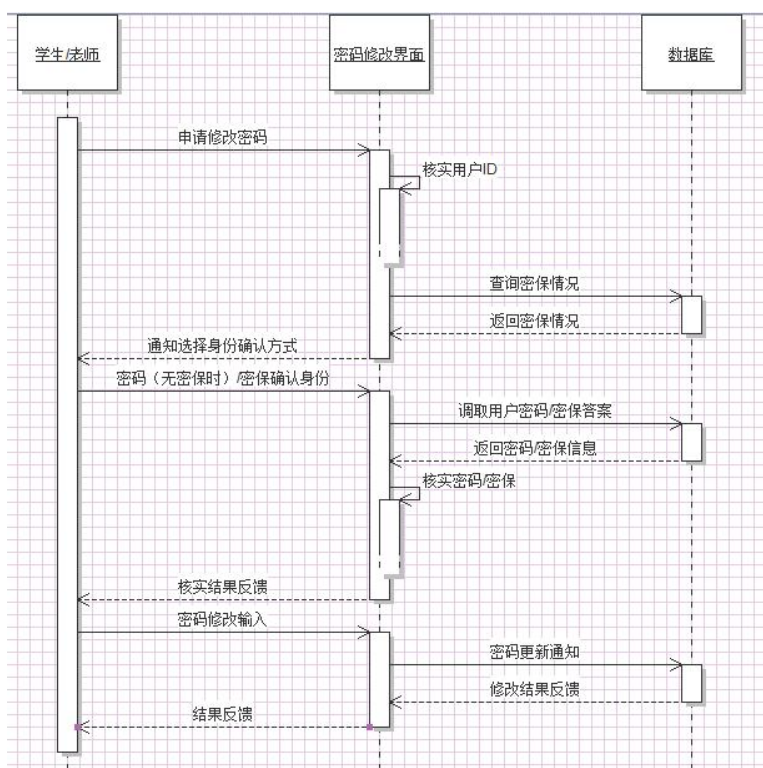 学生/老师
密码修改界面
数据库
申请修改密码
核实用户ID
查询密保情况
返回密保情况
通知选择身份确认方式
密码（无密保时）/密保确认身份
调取用户密码/密保答案
返回密码/密保信息
核实密码/密保
核实结果反馈
密码修改输入
密码更新通知
修改结果反馈
结果反馈